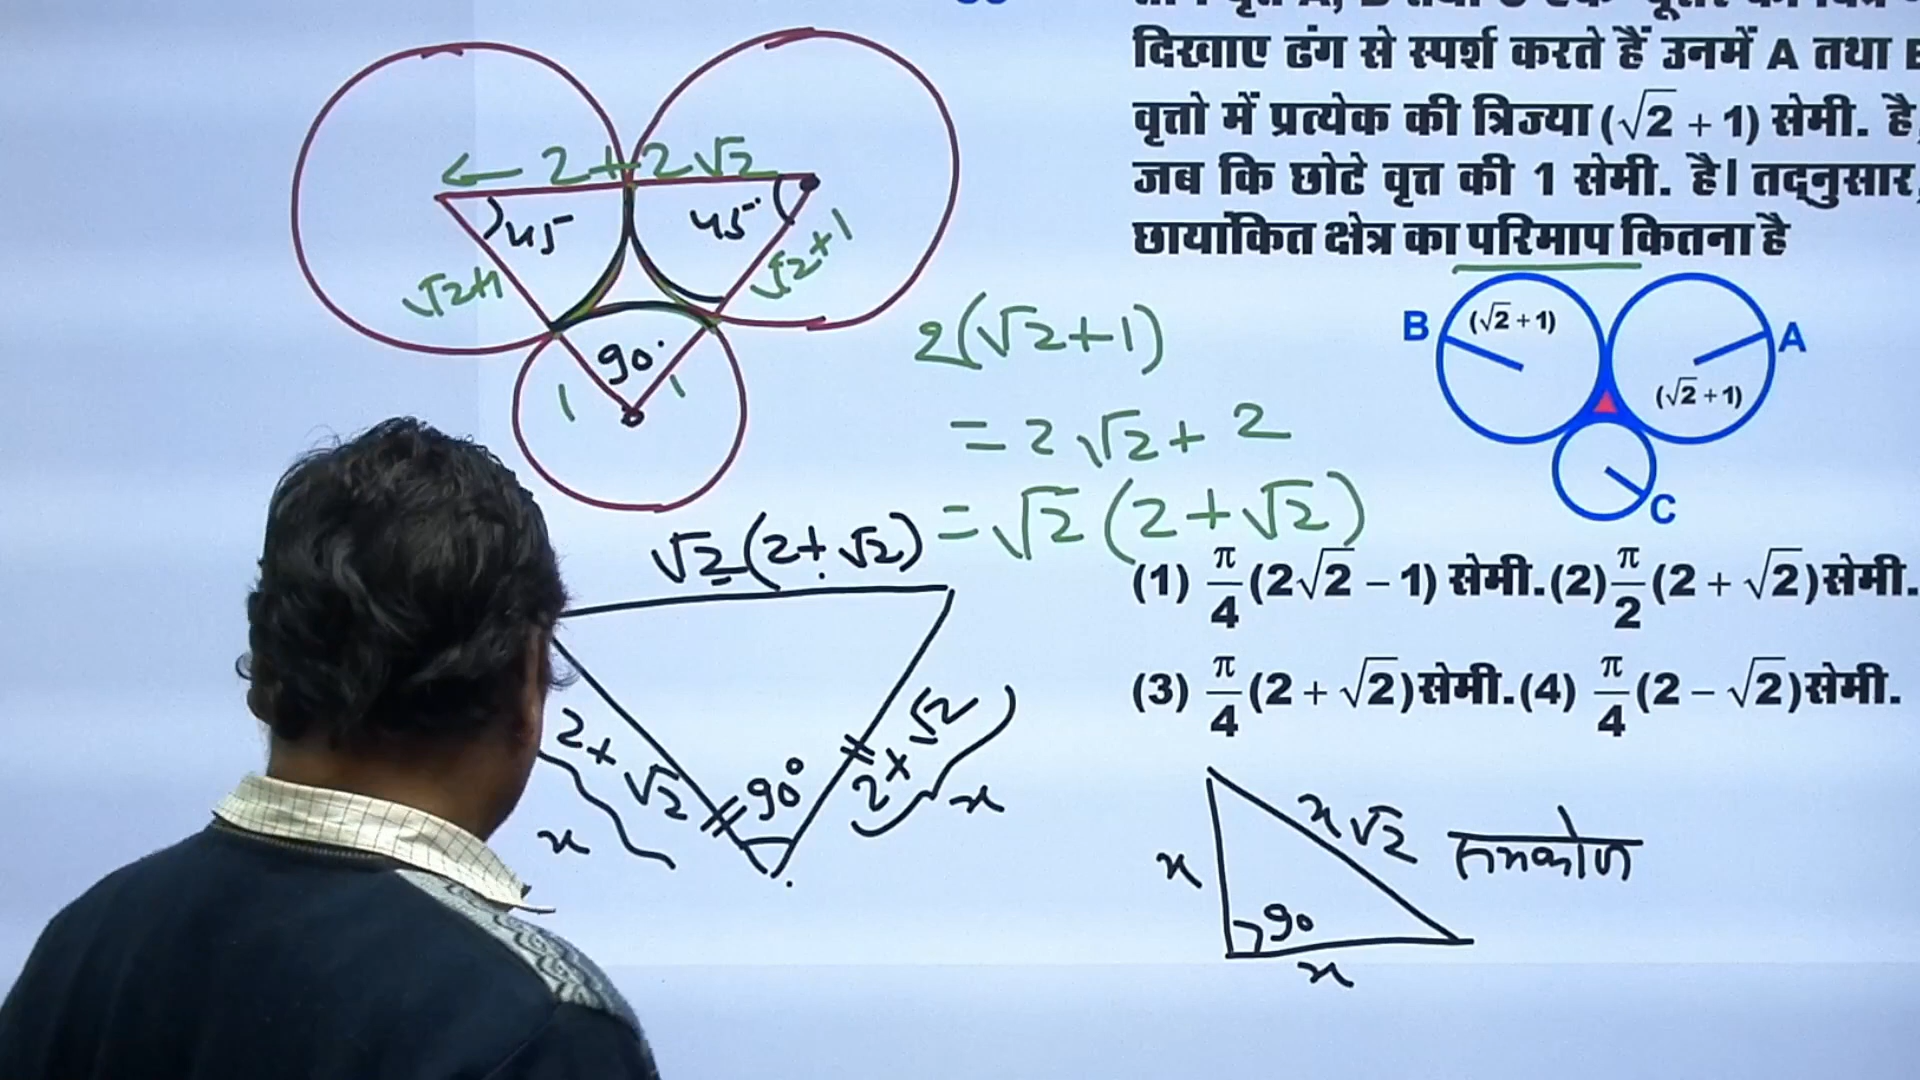 दिखाए ढंग से स्पर्श करते हैं उनमें A तथा
वृत्तो में प्रत्येक की त्रिज्या (√2 + 1) सेमी. है,
जब कि छोटे वृत्त की 1 सेमी. है। तद्नुसार,
छायांकित क्षेत्र का परिमाप कितना है
B
(√2 + 1)
A
(√2 + 1)
C
(1) π/4 (2√2 − 1) सेमी. (2) π/2 (2 + √2) सेमी.
(3) π/4 (2 + √2) सेमी. (4) π/4 (2 − √2) सेमी.
← 2 + 2√2
45°
45°
√2+1
√2+1
90°
1
1
2(√2+1)
= 2√2 + 2
= √2 (2 + √2)
√2 (2 + √2)
2 + √2
90°
2 + √2
x
x
x
x√2
90
x
समकोण